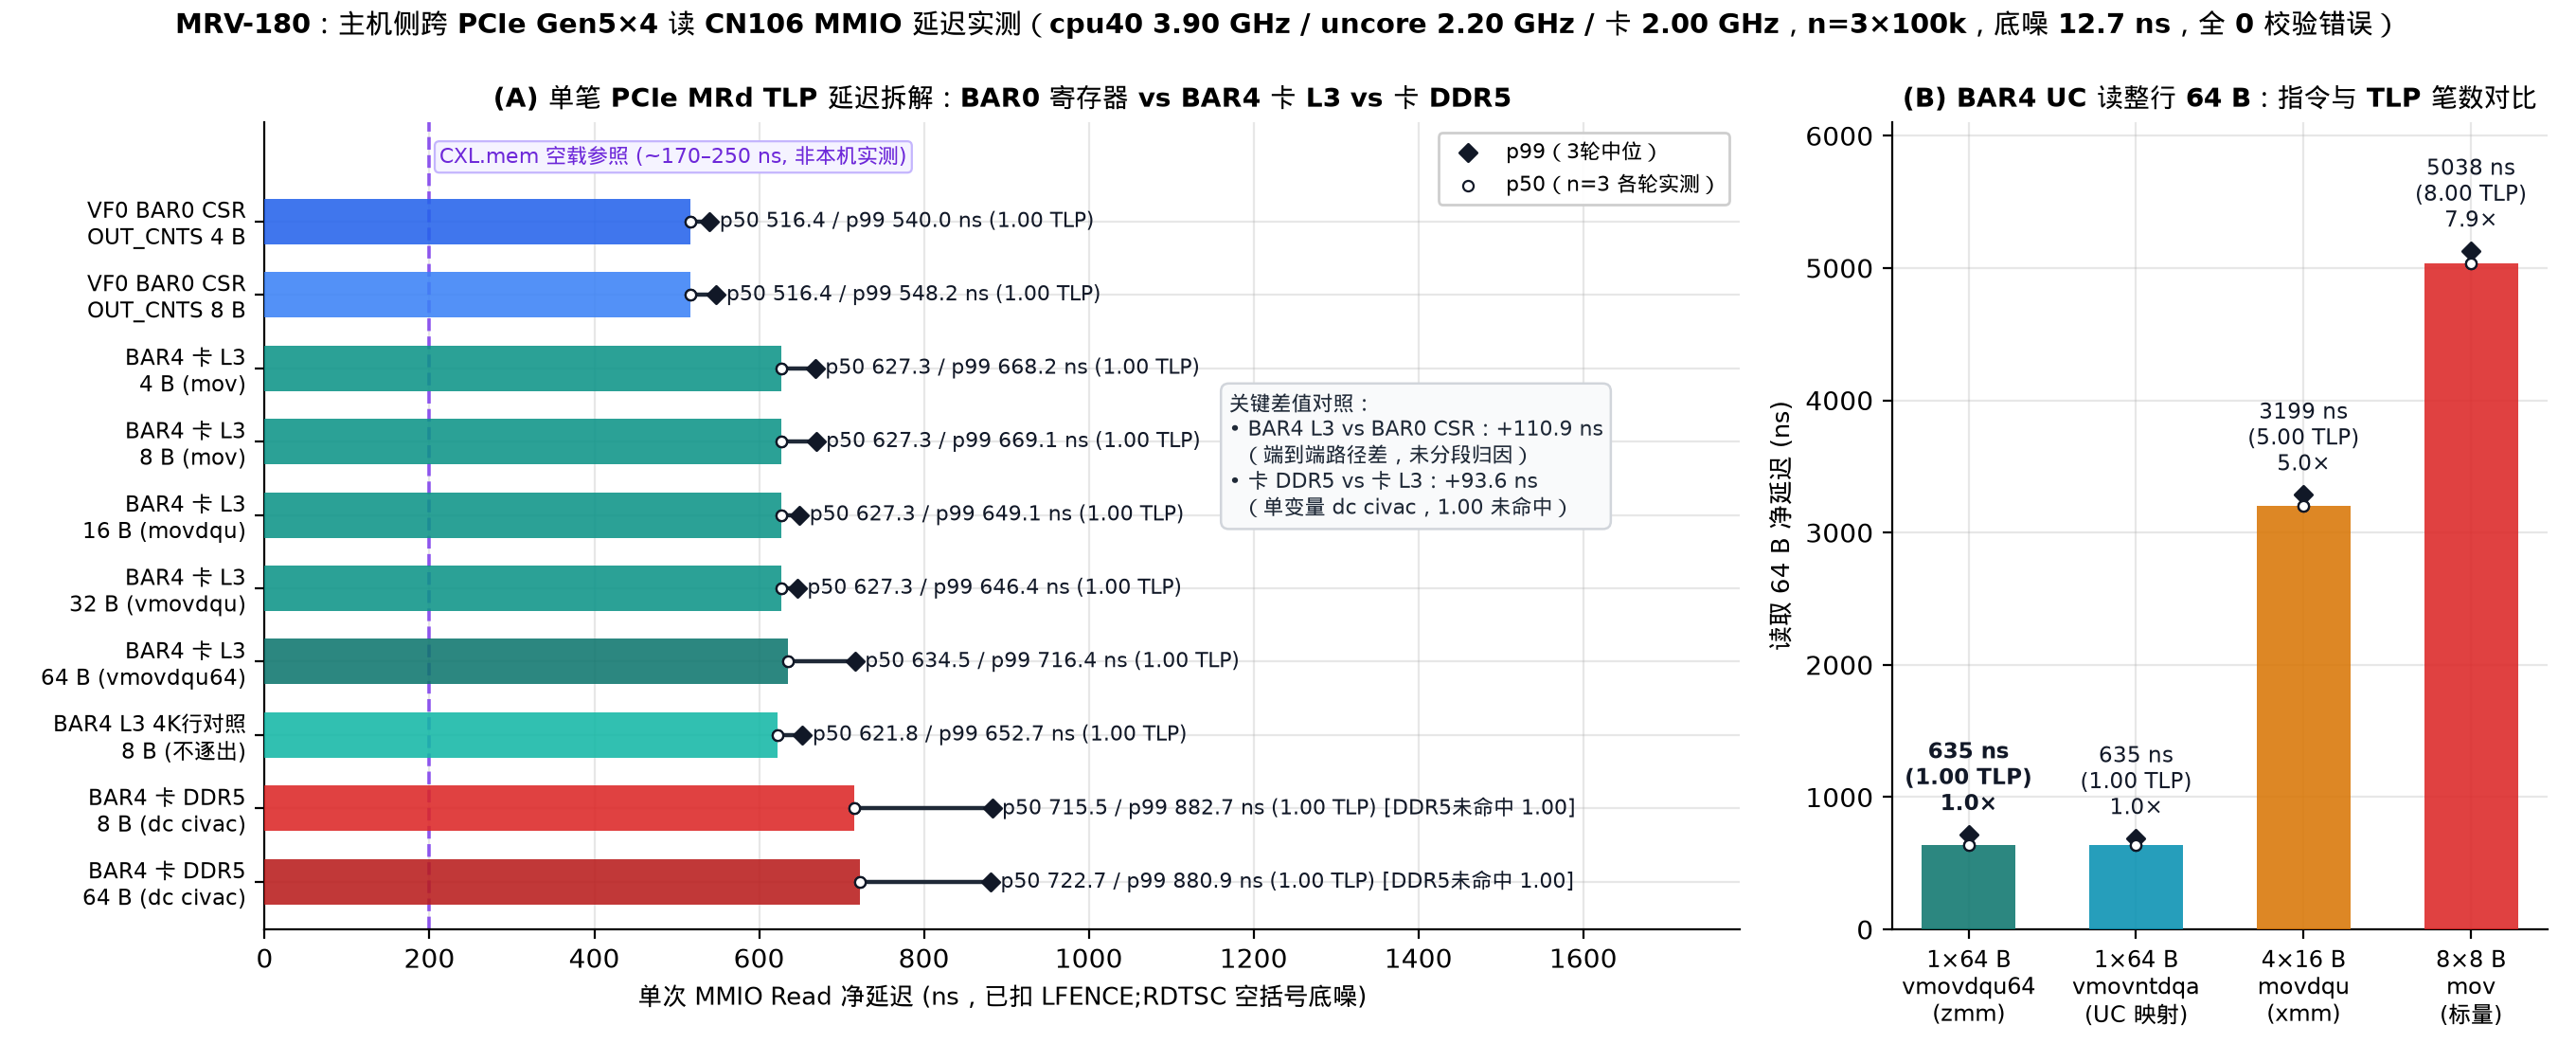 MRV-180：主机侧跨 PCIe Gen5×4 读 CN106 MMIO 延迟实测（cpu40 3.90 GHz / uncore 2.20 GHz / 卡 2.00 GHz，n=3×100k，底噪 12.7 ns，全 0 校验错误）
(A) 单笔 PCIe MRd TLP 延迟拆解：BAR0 寄存器 vs BAR4 卡 L3 vs 卡 DDR5
CXL.mem 空载参照 (~170–250 ns, 非本机实测)
p99（3轮中位）
p50（n=3 各轮实测）
VF0 BAR0 CSR
OUT_CNTS 4 B
p50 516.4 / p99 540.0 ns (1.00 TLP)
VF0 BAR0 CSR
OUT_CNTS 8 B
p50 516.4 / p99 548.2 ns (1.00 TLP)
BAR4 卡 L3
4 B (mov)
p50 627.3 / p99 668.2 ns (1.00 TLP)
BAR4 卡 L3
8 B (mov)
p50 627.3 / p99 669.1 ns (1.00 TLP)
BAR4 卡 L3
16 B (movdqu)
p50 627.3 / p99 649.1 ns (1.00 TLP)
BAR4 卡 L3
32 B (vmovdqu)
p50 627.3 / p99 646.4 ns (1.00 TLP)
BAR4 卡 L3
64 B (vmovdqu64)
p50 634.5 / p99 716.4 ns (1.00 TLP)
BAR4 L3 4K行对照
8 B (不逐出)
p50 621.8 / p99 652.7 ns (1.00 TLP)
BAR4 卡 DDR5
8 B (dc civac)
p50 715.5 / p99 882.7 ns (1.00 TLP) [DDR5未命中 1.00]
BAR4 卡 DDR5
64 B (dc civac)
p50 722.7 / p99 880.9 ns (1.00 TLP) [DDR5未命中 1.00]
关键差值对照：
• BAR4 L3 vs BAR0 CSR：+110.9 ns
（端到端路径差，未分段归因）
• 卡 DDR5 vs 卡 L3：+93.6 ns
（单变量 dc civac，1.00 未命中）
0 200 400 600 800 1000 1200 1400 1600
单次 MMIO Read 净延迟 (ns，已扣 LFENCE;RDTSC 空括号底噪)
(B) BAR4 UC 读整行 64 B：指令与 TLP 笔数对比
读取 64 B 净延迟 (ns)
6000
5000
4000
3000
2000
1000
0
635 ns
(1.00 TLP)
1.0×
635 ns
(1.00 TLP)
1.0×
3199 ns
(5.00 TLP)
5.0×
5038 ns
(8.00 TLP)
7.9×
1×64 B
vmovdqu64
(zmm)
1×64 B
vmovntdqa
(UC 映射)
4×16 B
movdqu
(xmm)
8×8 B
mov
(标量)